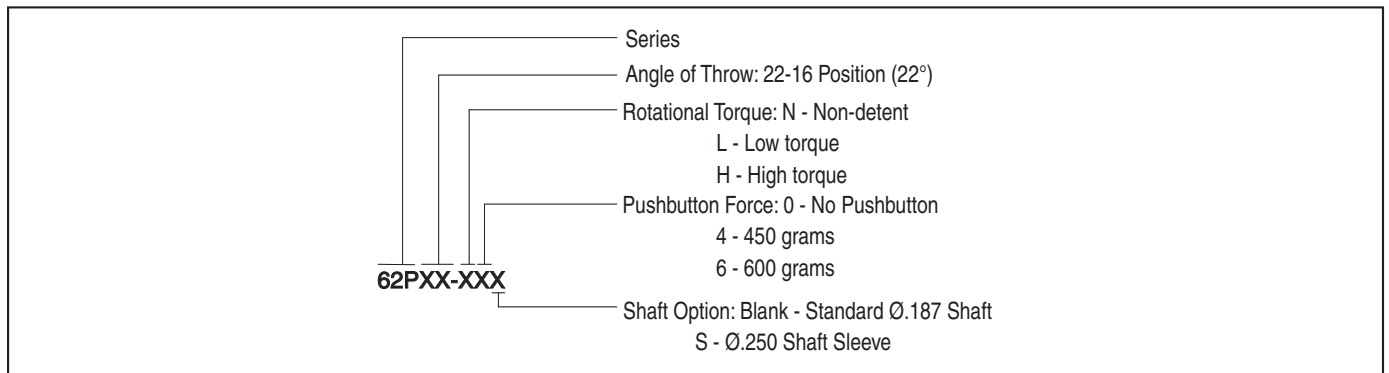 Series
Angle of Throw: 22-16 Position (22°)
Rotational Torque: N - Non-detent
L - Low torque
H - High torque
Pushbutton Force: 0 - No Pushbutton
4 - 450 grams
6 - 600 grams
62PXX-XXX
Shaft Option: Blank - Standard Ø.187 Shaft
S - Ø.250 Shaft Sleeve